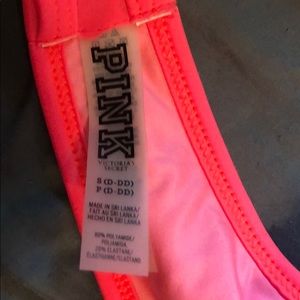 PINK
VICTORIA'S
SECRET
S (D-DD)
P (D-DD)
MADE IN SRI LANKA/
FAIT AU SRI LANKA/
HECHO EN SRI LANKA
80% POLYAMIDE/
POLIAMIDA
20% ELASTANE/
ELASTHANNE/ELASTANO